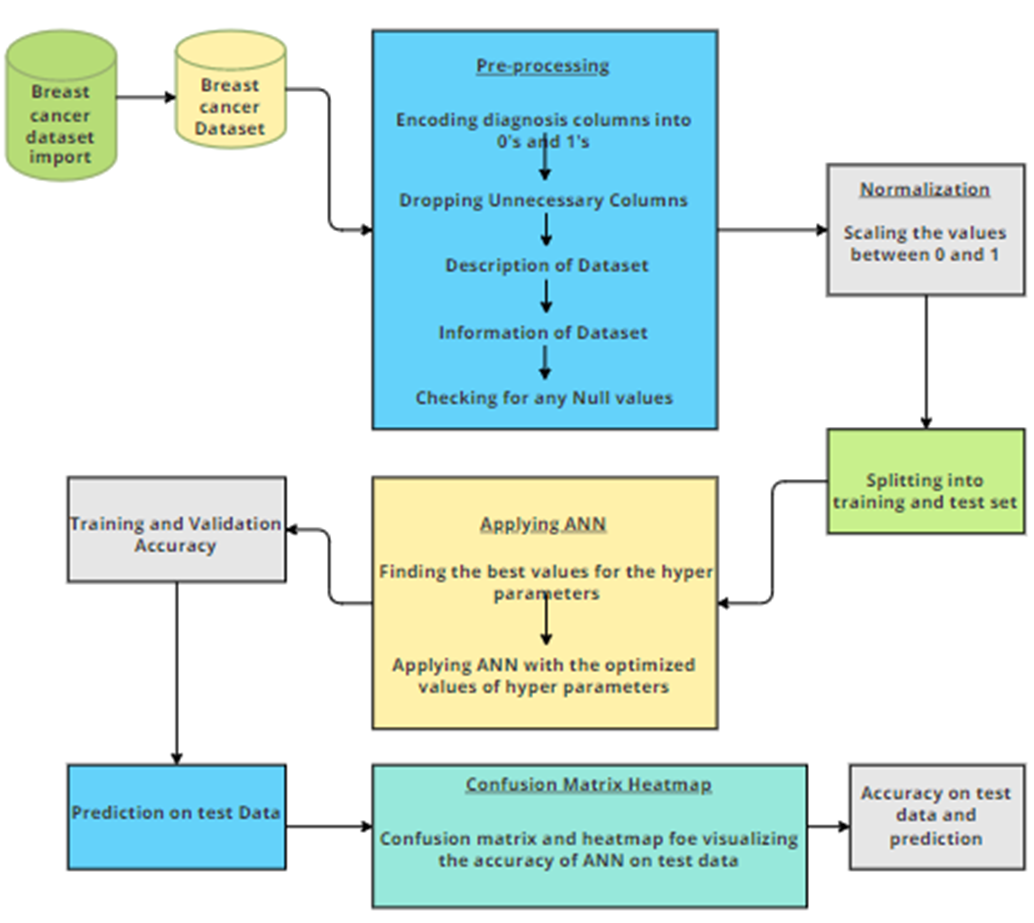 Breast
cancer
dataset
import
Breast
cancer
Dataset
Pre-processing
Encoding diagnosis columns into
0's and 1's
Dropping Unnecessary Columns
Description of Dataset
Information of Dataset
Checking for any Null values
Normalization
Scaling the values
between 0 and 1
Splitting into
training and test set
Applying ANN
Finding the best values for the hyper
parameters
Applying ANN with the optimized
values of hyper parameters
Training and Validation
Accuracy
Prediction on test Data
Confusion Matrix Heatmap
Confusion matrix and heatmap foe visualizing
the accuracy of ANN on test data
Accuracy on test
data and
prediction